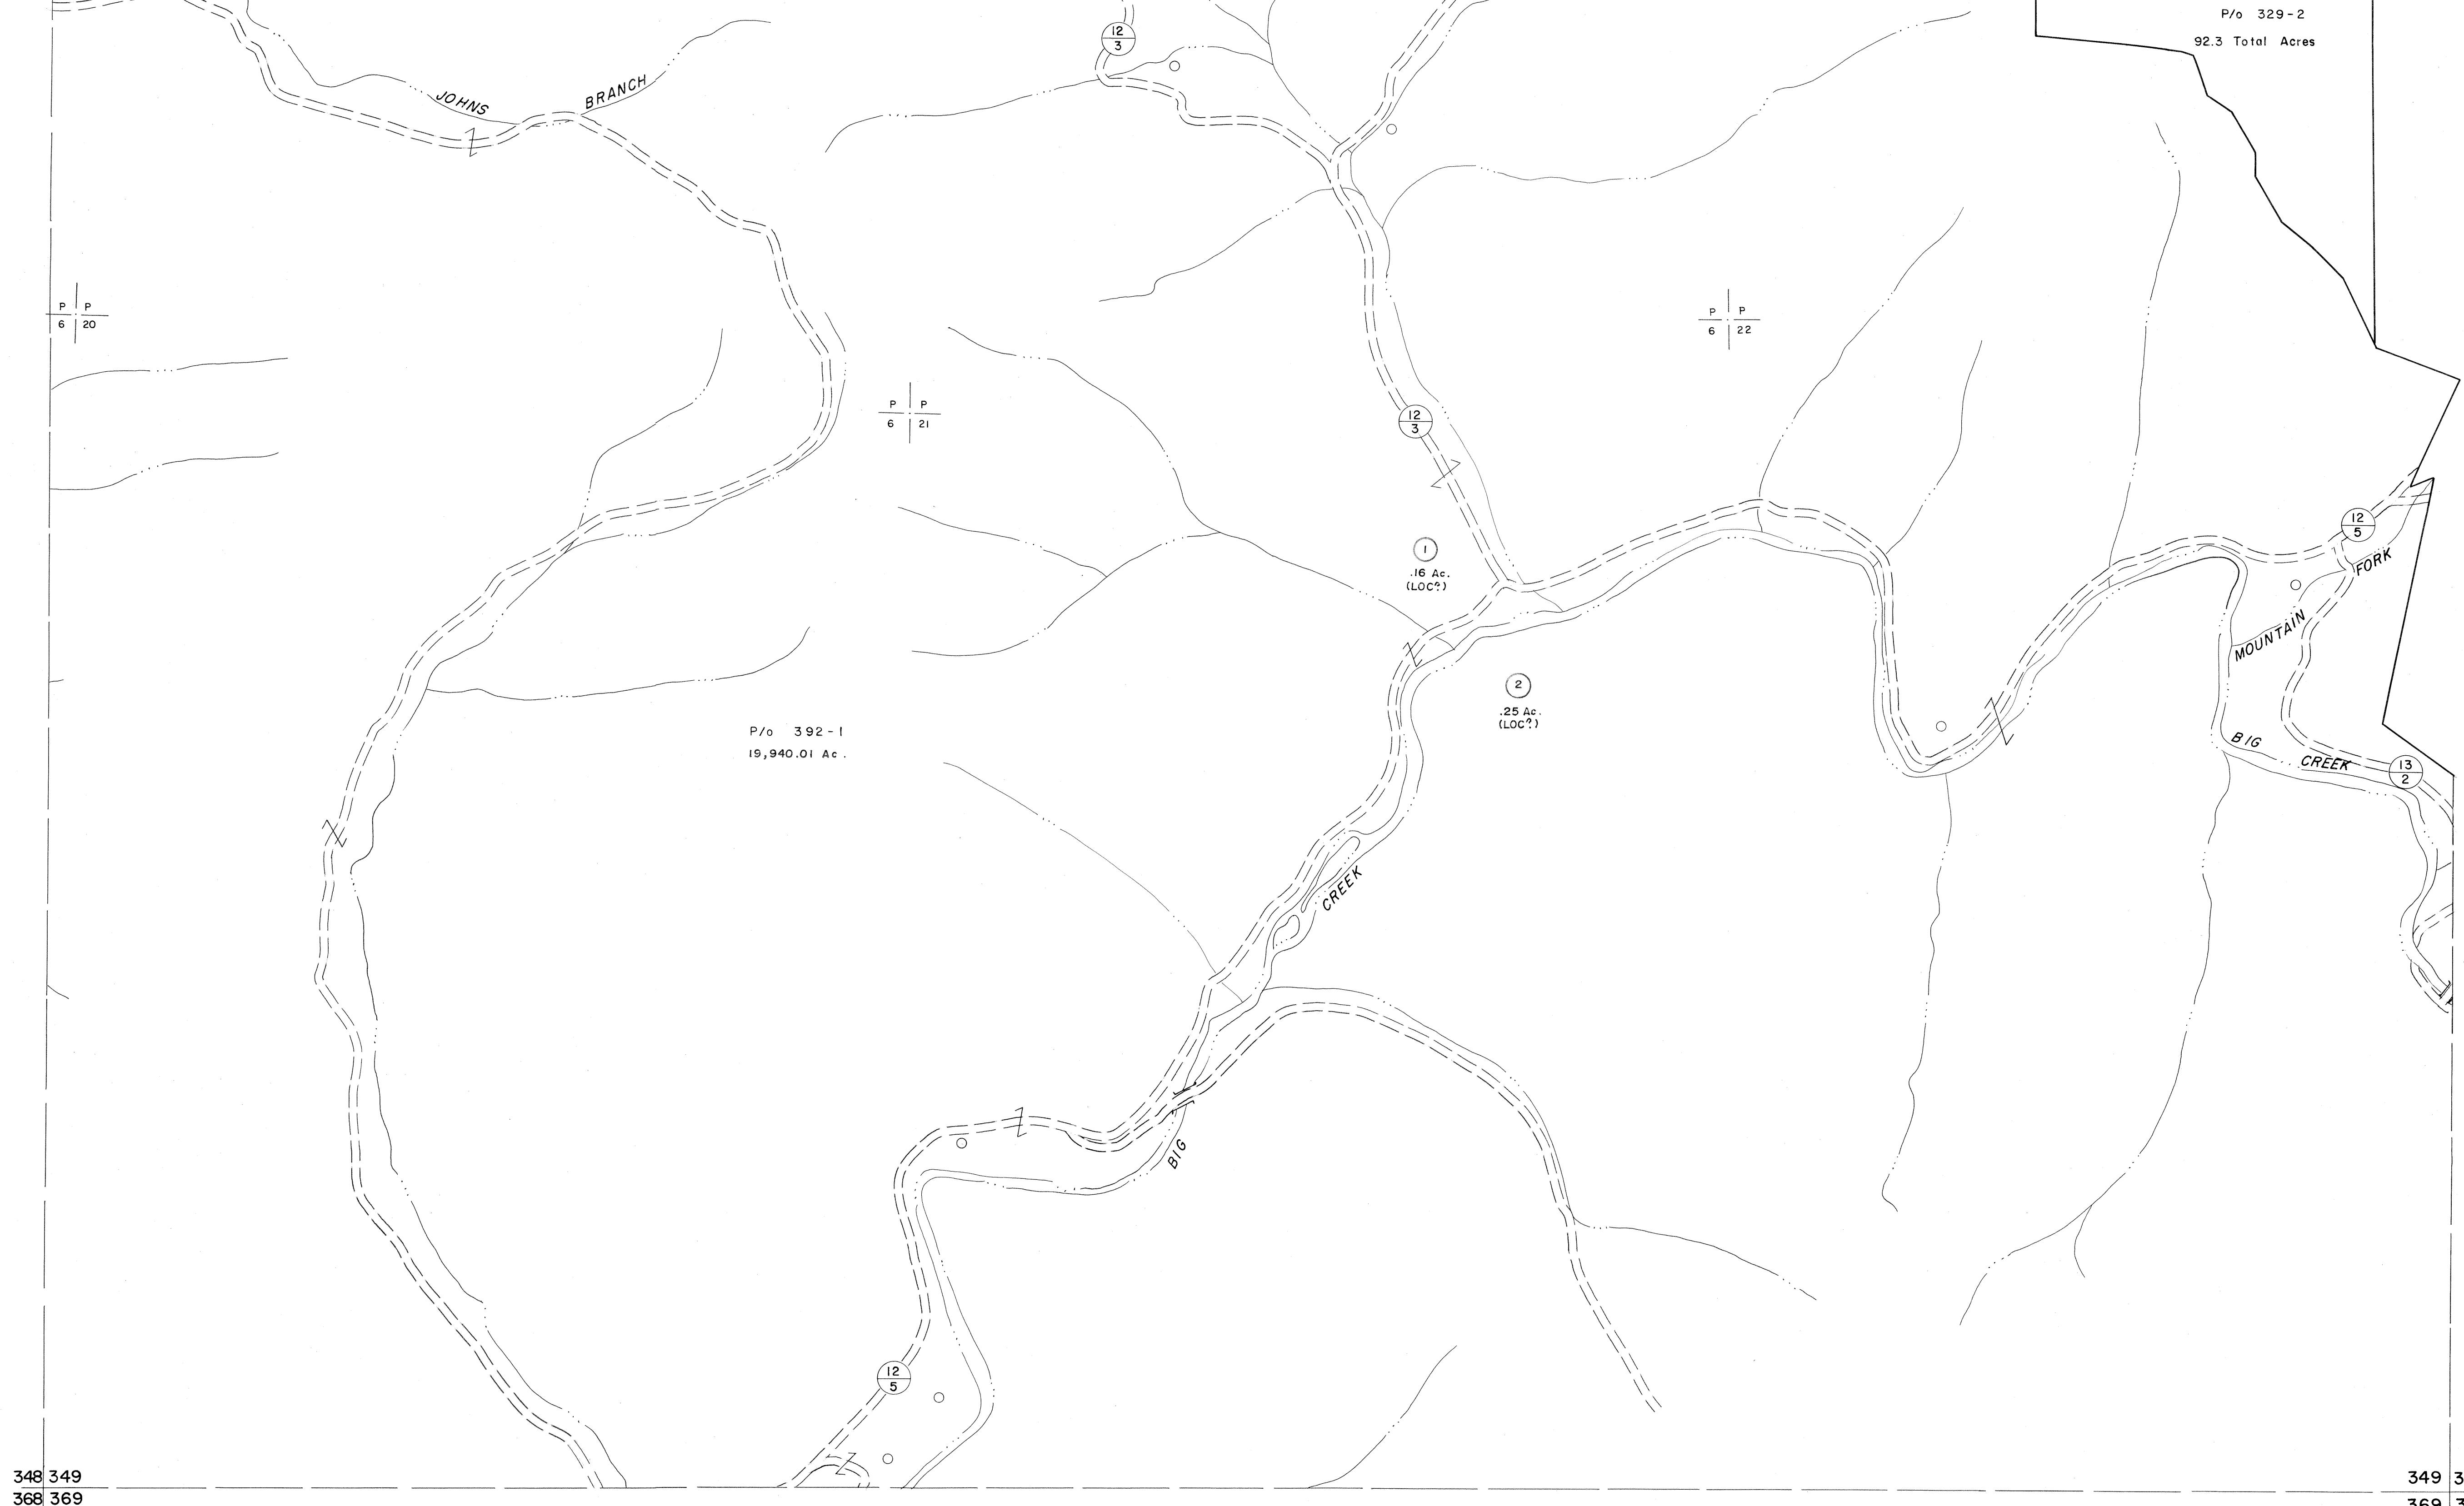 P/o 329-2
92.3 Total Acres
12
3
JOHNS BRANCH
P P
6 20
P P
6 22
P P
6 21
12
3
12
5
1
.16 Ac.
(LOC?)
FORK
MOUNTAIN
2
.25 Ac.
(LOC?)
P/o 392-1
19,940.01 Ac.
BIG CREEK
13
2
CREEK
BIG
12
5
348 349
368 369
349 3
369